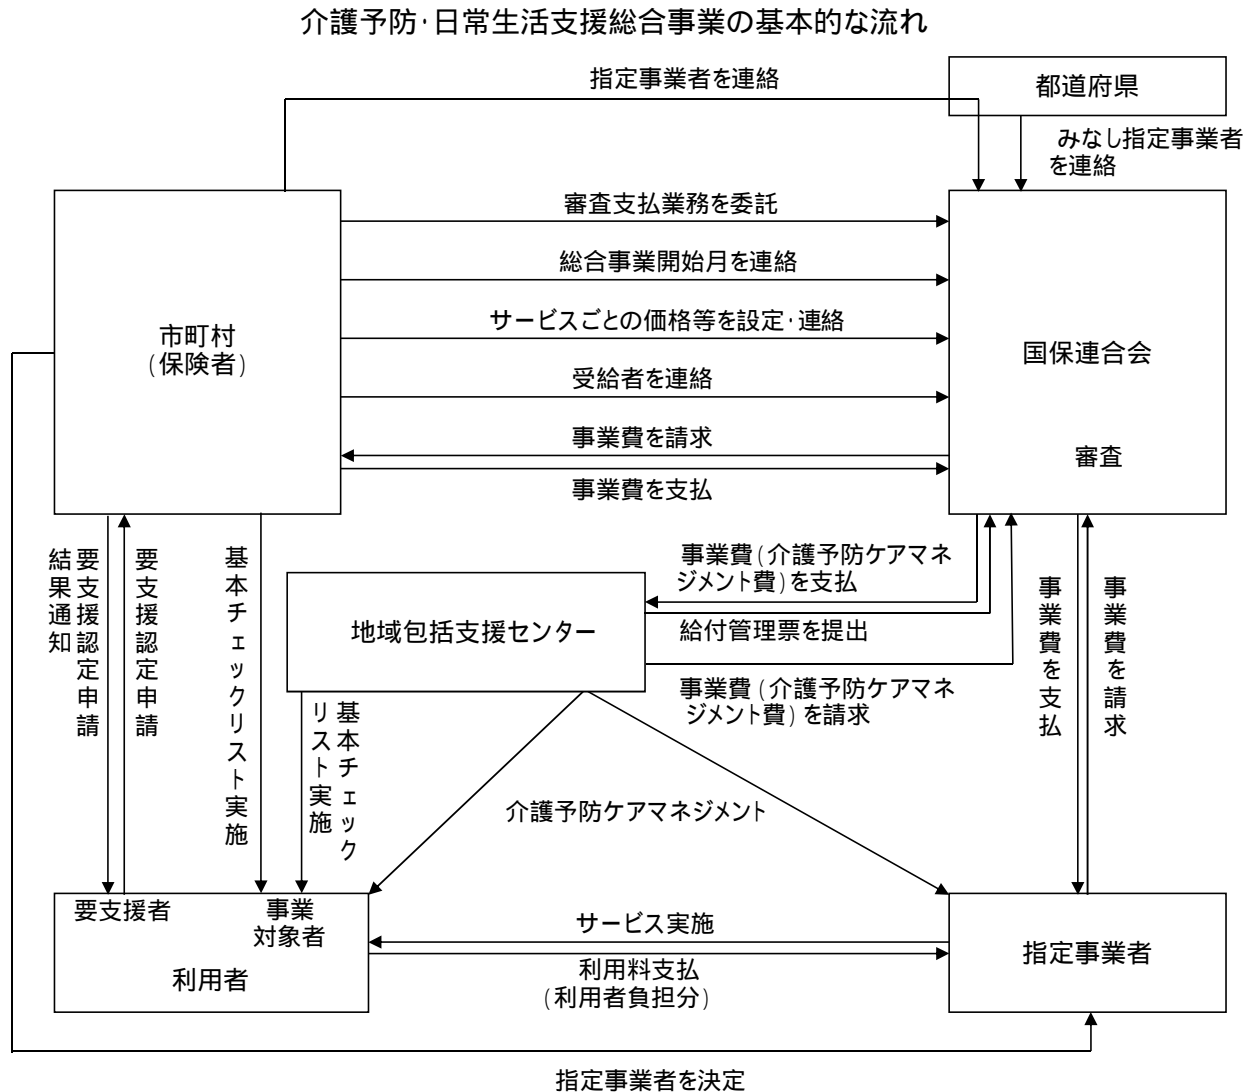 介護予防・日常生活支援総合事業の基本的な流れ
指定事業者を連絡
都道府県
みなし指定事業者
を連絡
審査支払業務を委託
総合事業開始月を連絡
サービスごとの価格等を設定・連絡
市町村
(保険者)
国保連合会
受給者を連絡
事業費を請求
審査
事業費を支払
要支援認定申請
結果通知
要支援認定申請
基本チェックリスト実施
事業費(介護予防ケアマネ
ジメント費)を支払
地域包括支援センター
給付管理票を提出
事業費(介護予防ケアマネ
ジメント費)を請求
事業費を支払
事業費を請求
基本チェック
リスト実施
介護予防ケアマネジメント
要支援者
事業
対象者
利用者
サービス実施
利用料支払
(利用者負担分)
指定事業者
指定事業者を決定